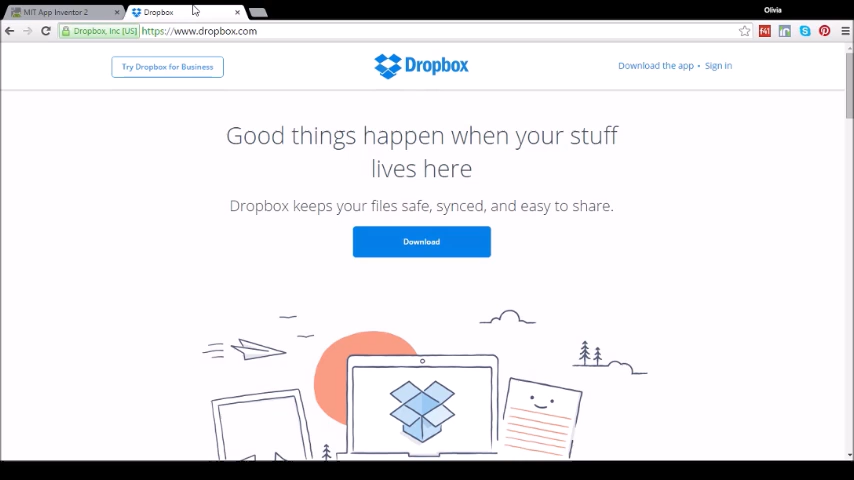 Olivia
MIT App Inventor 2
Dropbox
Dropbox, Inc [US]
https://www.dropbox.com
Try Dropbox for Business
Dropbox
Download the app • Sign in
Good things happen when your stuff
lives here
Dropbox keeps your files safe, synced, and easy to share.
Download